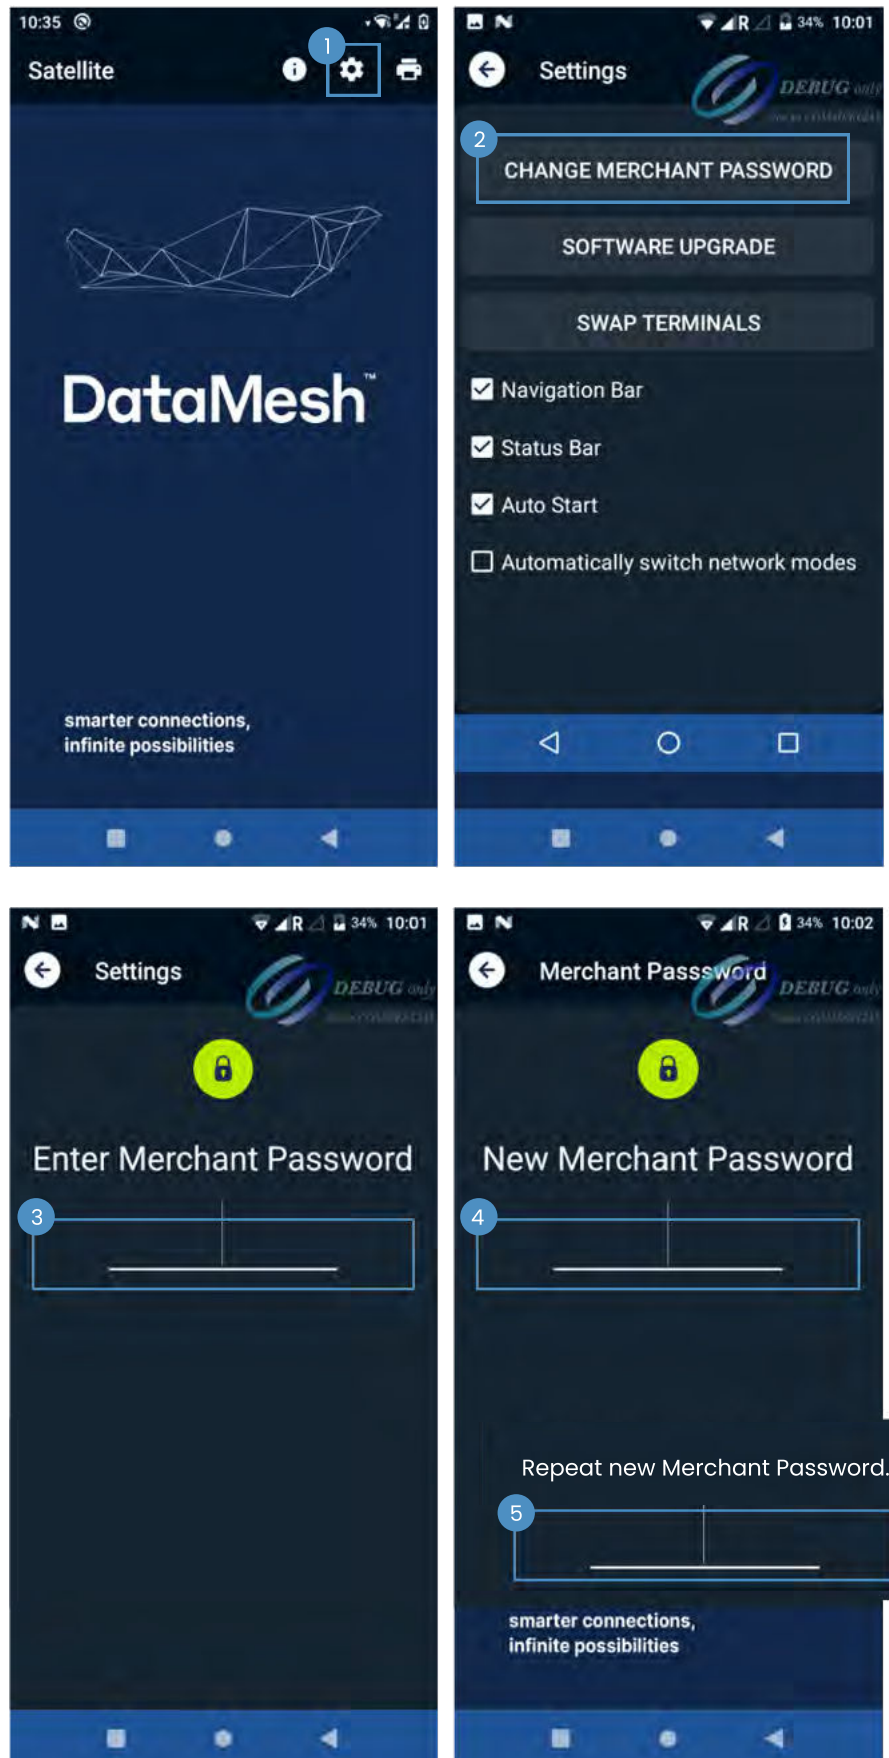 10:35
1
Satellite
DataMesh™
smarter connections,
infinite possibilities
R 34% 10:01
Settings
DEBUG only
2
CHANGE MERCHANT PASSWORD
SOFTWARE UPGRADE
SWAP TERMINALS
Navigation Bar
Status Bar
Auto Start
Automatically switch network modes
R 34% 10:01
Settings
DEBUG only
Enter Merchant Password
3
R 34% 10:02
Merchant Passsword
DEBUG only
New Merchant Password
4
Repeat new Merchant Password.
5
smarter connections,
infinite possibilities